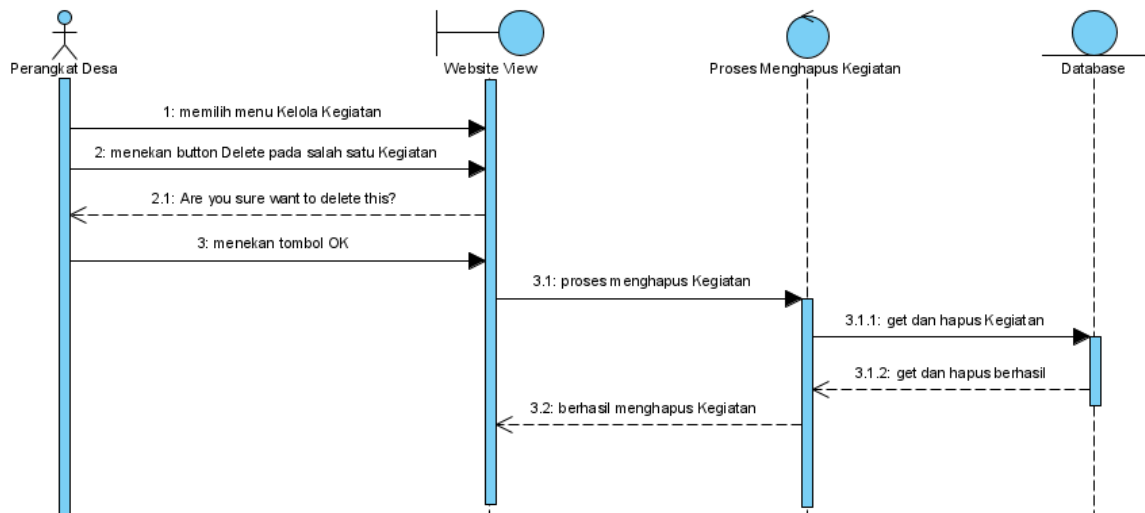 Perangkat Desa
Website View
Proses Menghapus Kegiatan
Database
1: memilih menu Kelola Kegiatan
2: menekan button Delete pada salah satu Kegiatan
2.1: Are you sure want to delete this?
3: menekan tombol OK
3.1: proses menghapus Kegiatan
3.1.1: get dan hapus Kegiatan
3.1.2: get dan hapus berhasil
3.2: berhasil menghapus Kegiatan